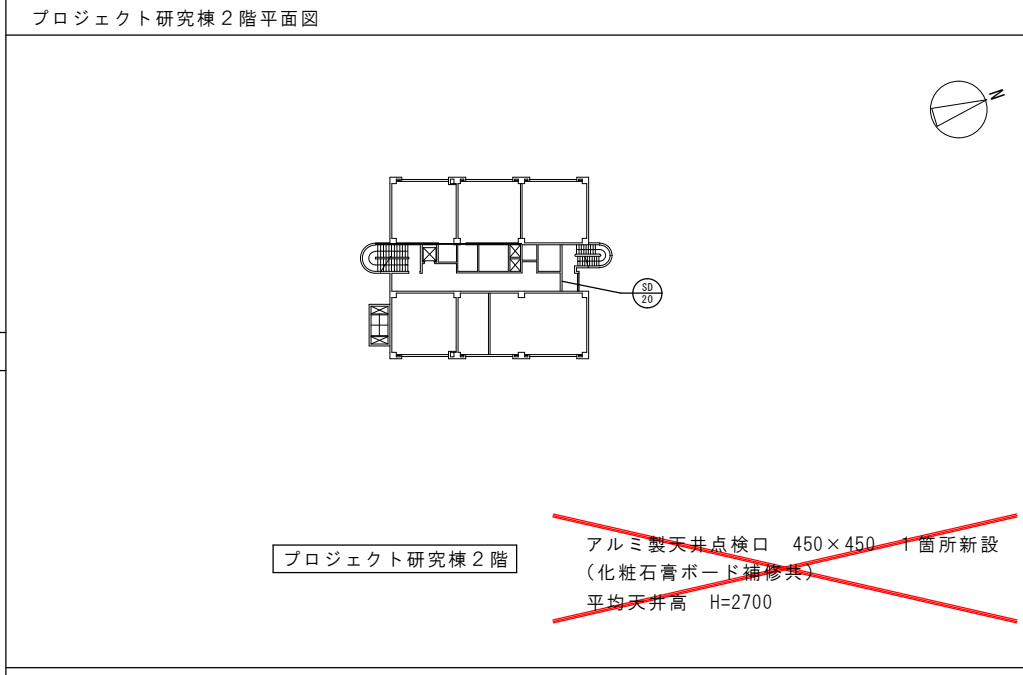 プロジェクト研究棟２階平面図
N
SD
20
プロジェクト研究棟２階
アルミ製天井点検口　450×450　１箇所新設
（化粧石膏ボード補修共）
平均天井高　H=2700